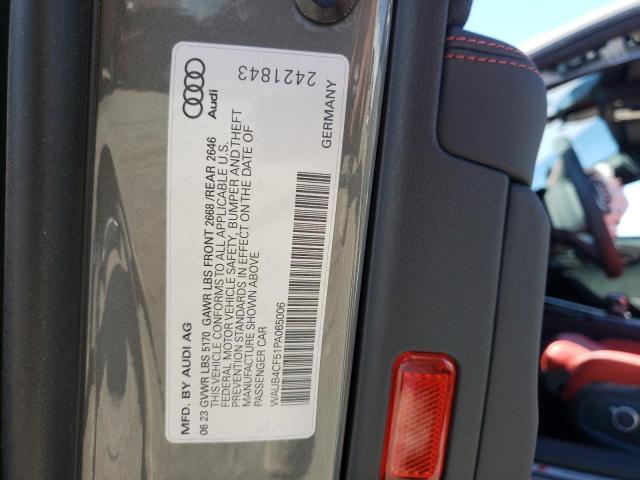 Audi
2421843
GERMANY
MFD. BY AUDI AG
06 23 GVWR LBS 5170 GAWR LBS FRONT 2668/REAR 2646
THIS VEHICLE CONFORMS TO ALL APPLICABLE U.S.
FEDERAL MOTOR VEHICLE SAFETY, BUMPER AND THEFT
PREVENTION STANDARDS IN EFFECT ON THE DATE OF
MANUFACTURE SHOWN ABOVE
PASSENGER CAR
WAUB4CF51PA065006